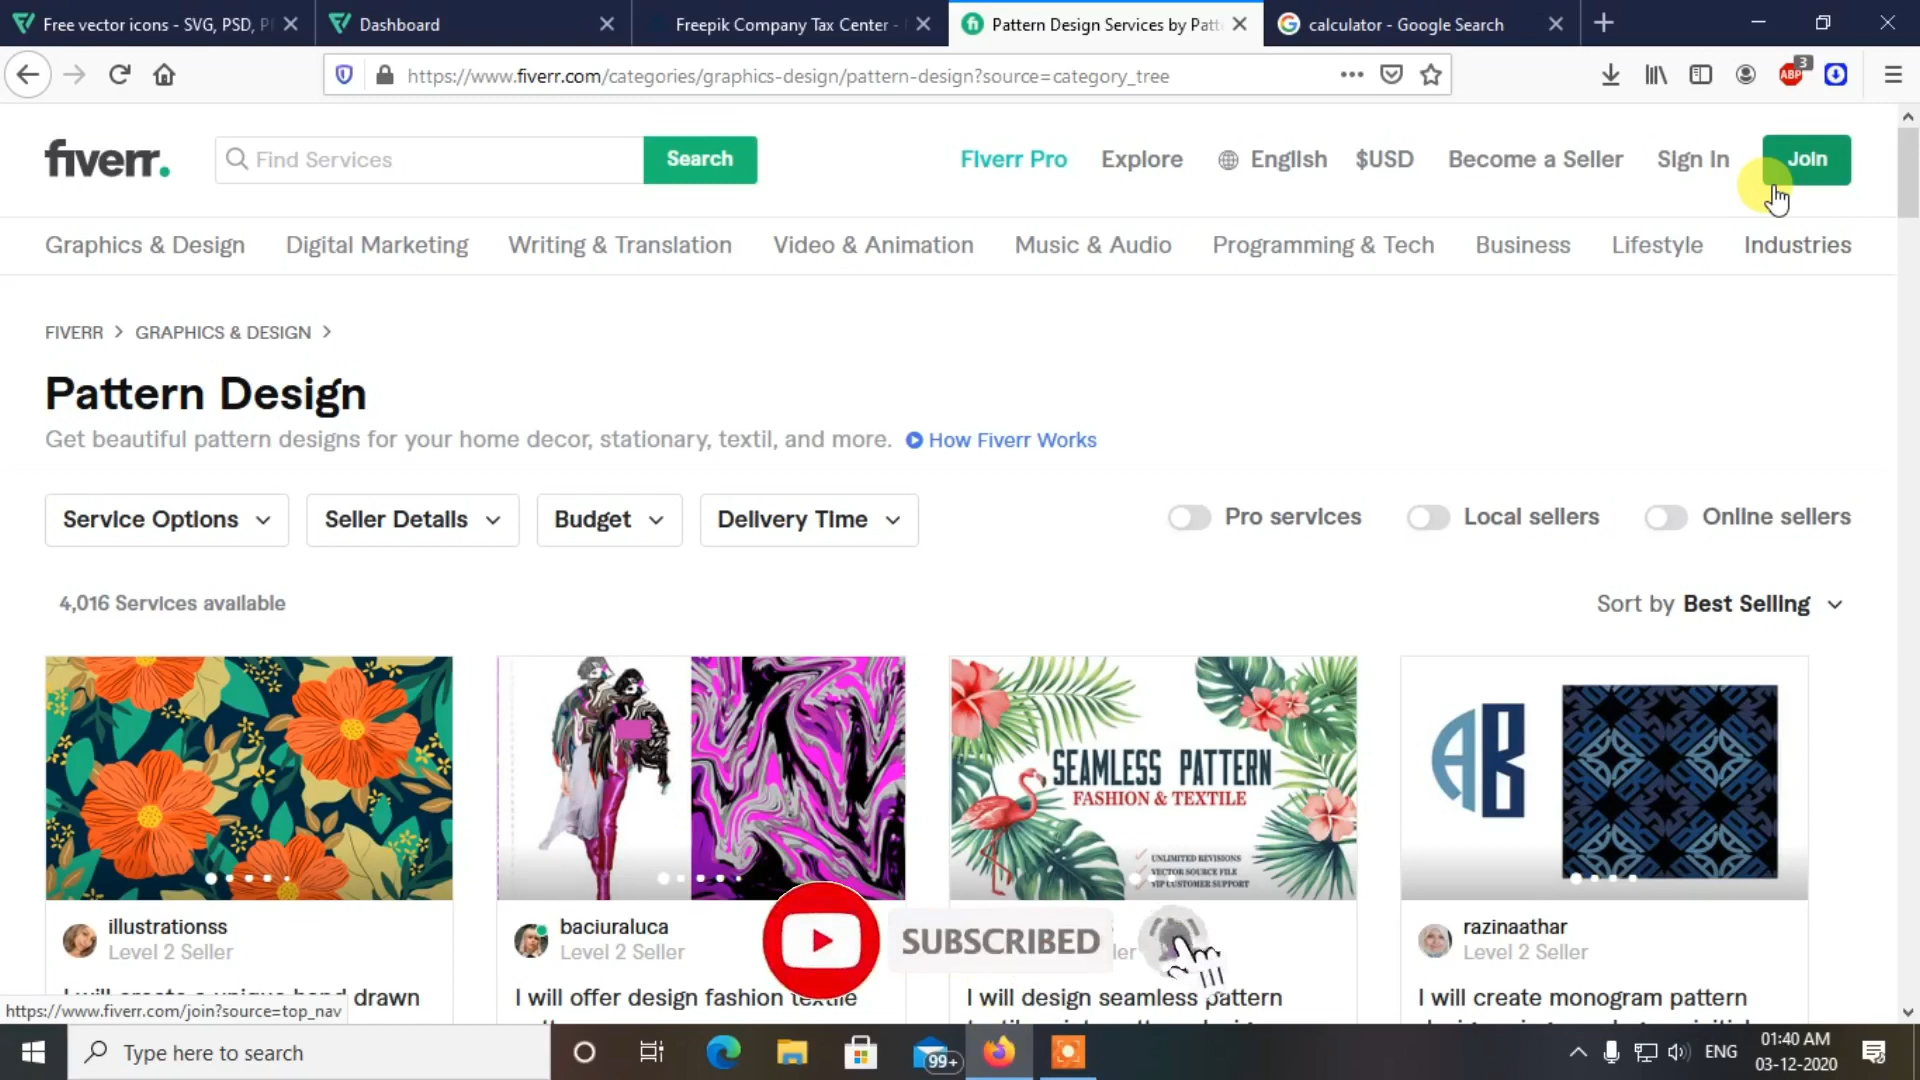 Free vector icons - SVG, PSD, P
Dashboard
Freepik Company Tax Center -
Pattern Design Services by Patt
calculator - Google Search
https://www.fiverr.com/categories/graphics-design/pattern-design?source=category_tree
ABP
3
fiverr.
Find Services
Search
Fiverr Pro
Explore
English
$USD
Become a Seller
Sign In
Join
Graphics & Design
Digital Marketing
Writing & Translation
Video & Animation
Music & Audio
Programming & Tech
Business
Lifestyle
Industries
FIVERR > GRAPHICS & DESIGN >
Pattern Design
Get beautiful pattern designs for your home decor, stationary, textil, and more.
How Fiverr Works
Service Options
Seller Details
Budget
Delivery Time
Pro services
Local sellers
Online sellers
4,016 Services available
Sort by Best Selling
SEAMLESS PATTERN
FASHION & TEXTILE
UNLIMITED REVISIONS
VECTOR SOURCE FILE
VIP CUSTOMER SUPPORT
AB
illustrationss
Level 2 Seller
baciuraluca
Level 2 Seller
SUBSCRIBED
razinaathar
Level 2 Seller
I will create a unique hand drawn
I will offer design fashion textile
I will design seamless pattern
I will create monogram pattern
https://www.fiverr.com/join?source=top_nav
Type here to search
99+
ENG
01:40 AM
03-12-2020